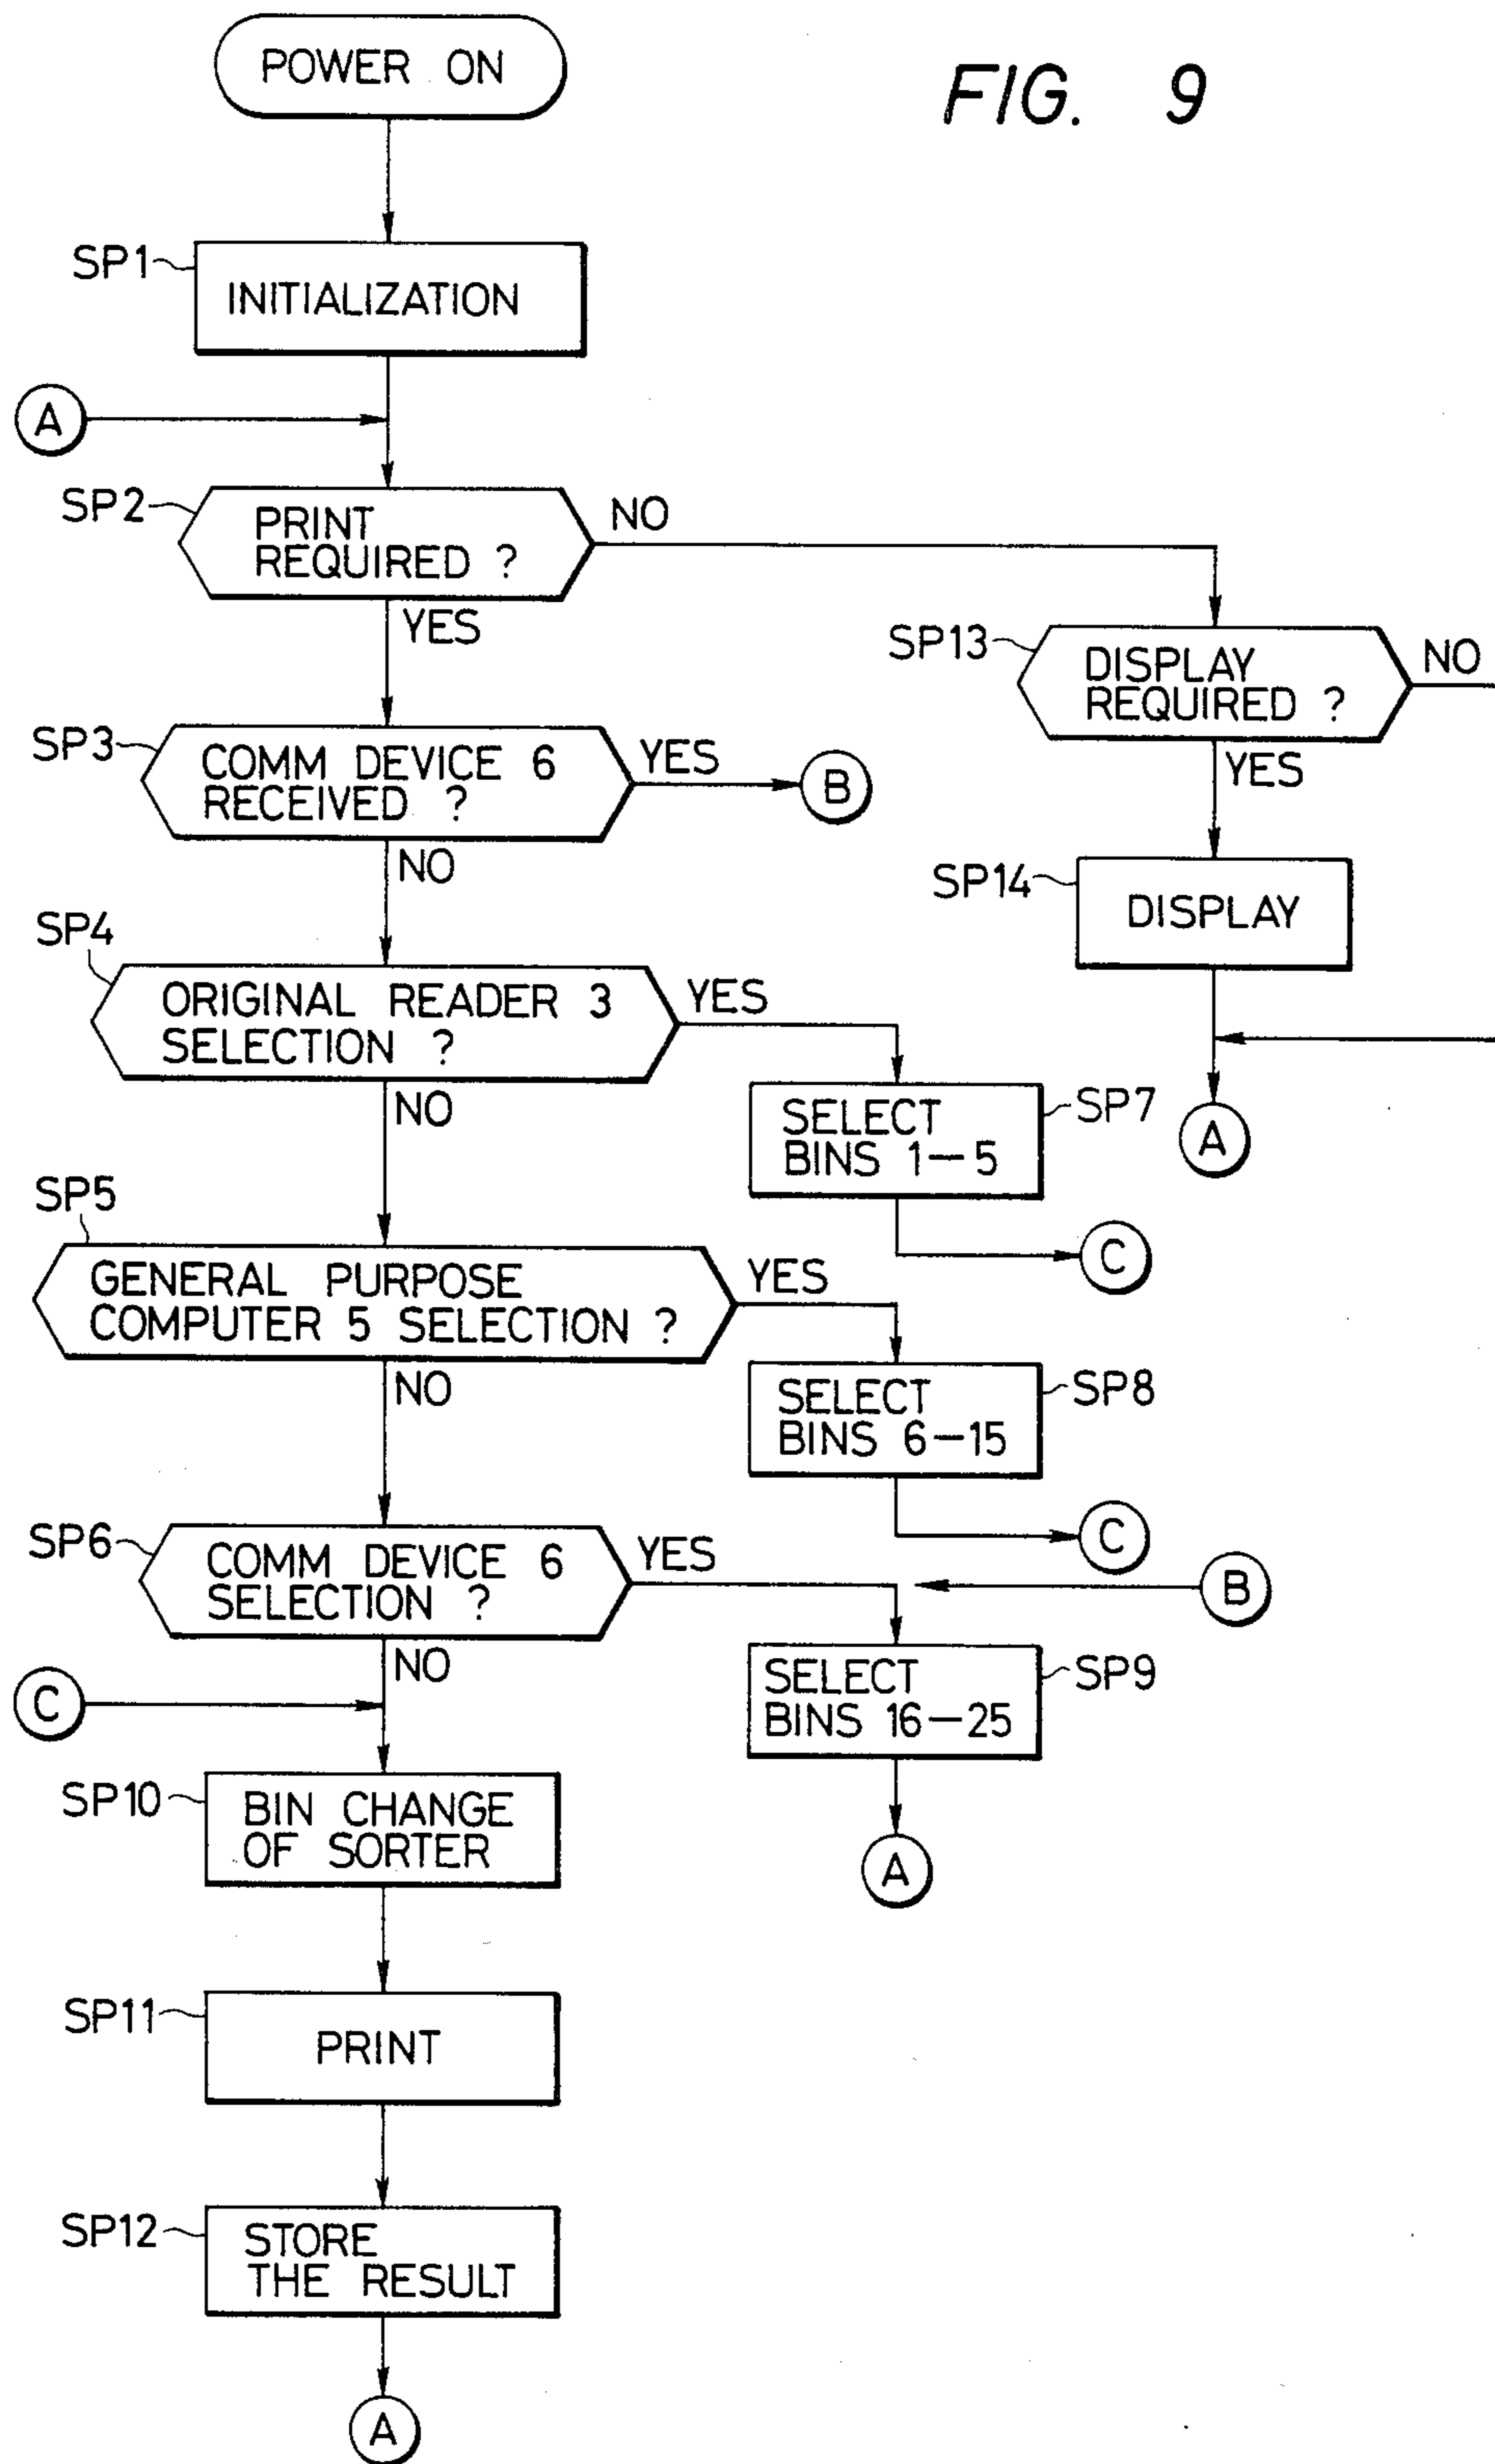 FIG. 9
POWER ON
SP1
INITIALIZATION
A
SP2
PRINT
REQUIRED ?
NO
YES
SP13
DISPLAY
REQUIRED ?
NO
YES
SP14
DISPLAY
A
SP3
COMM DEVICE 6
RECEIVED ?
YES
B
NO
SP4
ORIGINAL READER 3
SELECTION ?
YES
NO
SELECT
BINS 1—5
SP7
C
SP5
GENERAL PURPOSE
COMPUTER 5 SELECTION ?
YES
NO
SELECT
BINS 6—15
SP8
C
SP6
COMM DEVICE 6
SELECTION ?
YES
B
NO
SELECT
BINS 16—25
SP9
A
C
SP10
BIN CHANGE
OF SORTER
SP11
PRINT
SP12
STORE
THE RESULT
A